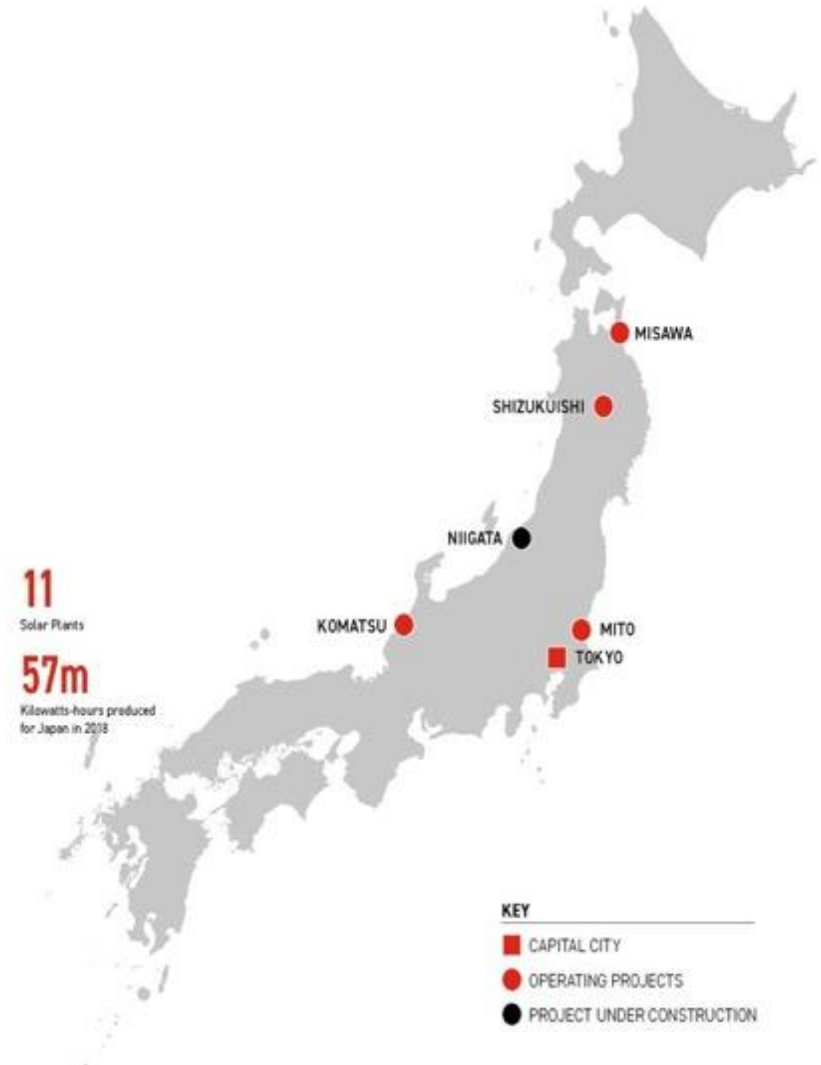 MISAWA
SHIZUKUISHI
NIIGATA
11
Solar Plants
KOMATSU
MITO
TOKYO
57m
Kilowatts-hours produced
for Japan in 2018
KEY
CAPITAL CITY
OPERATING PROJECTS
PROJECT UNDER CONSTRUCTION